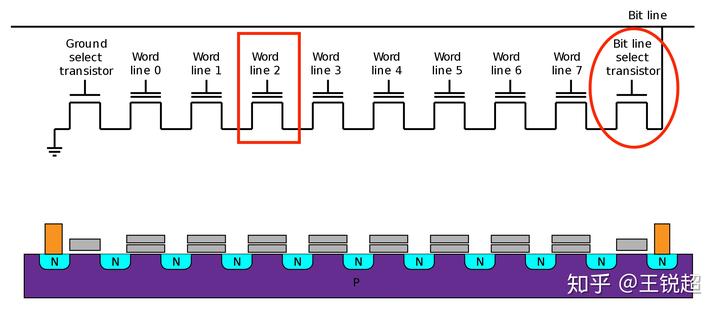 Bit line
Ground
select
transistor
Word
line 0
Word
line 1
Word
line 2
Word
line 3
Word
line 4
Word
line 5
Word
line 6
Word
line 7
Bit line
select
transistor
N N N N N N N N N N N
P
知乎 @王锐超